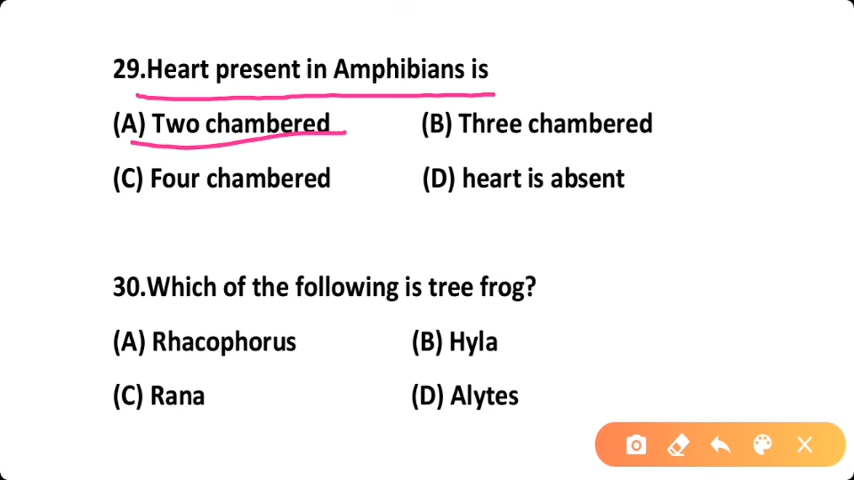 29.Heart present in Amphibians is
(A) Two chambered (B) Three chambered
(C) Four chambered (D) heart is absent
30.Which of the following is tree frog?
(A) Rhacophorus (B) Hyla
(C) Rana (D) Alytes